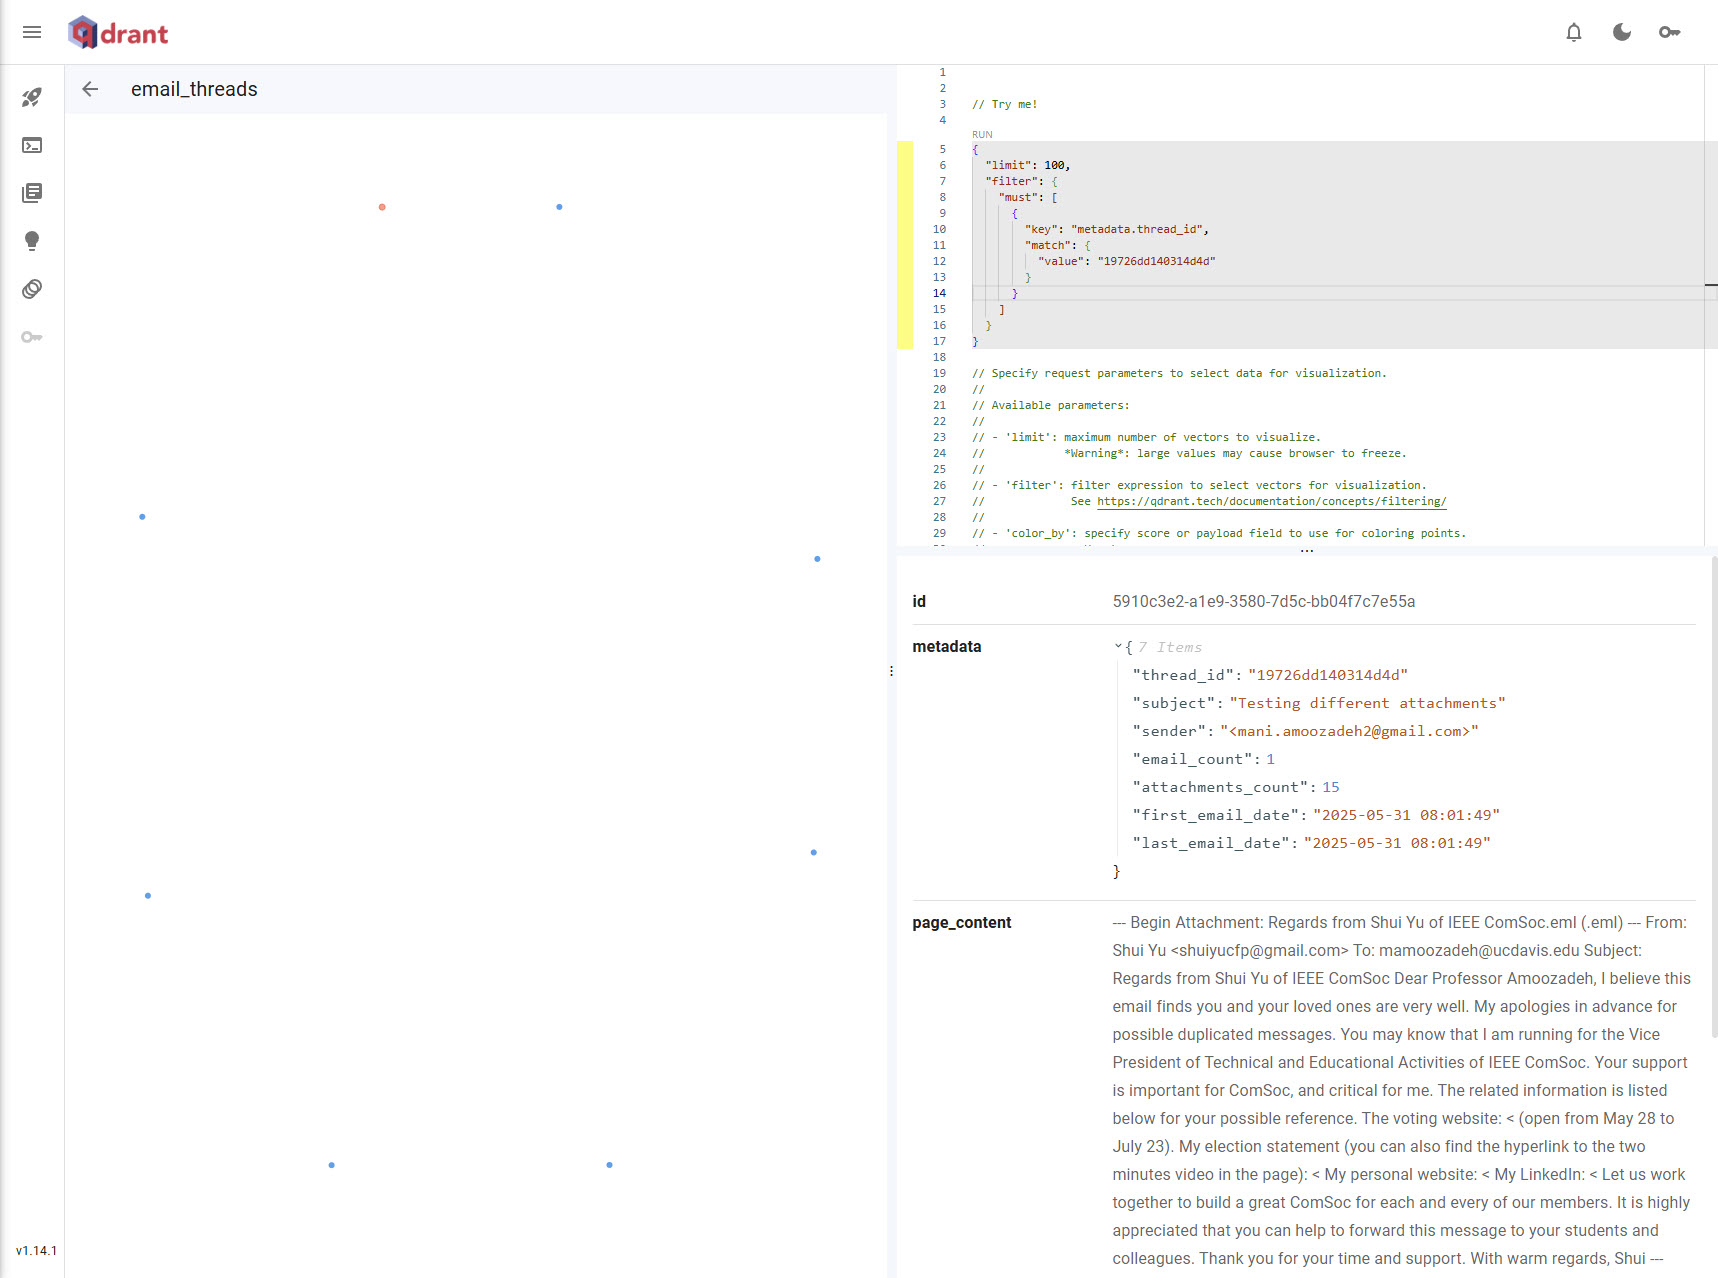 qdrant
email_threads
1
2
3 // Try me!
4
RUN
5 {
6 "limit": 100,
7 "filter": {
8 "must": [
9 {
10 "key": "metadata.thread_id",
11 "match": {
12 "value": "19726dd140314d4d"
13 }
14 }
15 ]
16 }
17 }
18
19 // Specify request parameters to select data for visualization.
20 //
21 // Available parameters:
22 //
23 // - 'limit': maximum number of vectors to visualize.
24 // *Warning*: large values may cause browser to freeze.
25 //
26 // - 'filter': filter expression to select vectors for visualization.
27 // See https://qdrant.tech/documentation/concepts/filtering/
28 //
29 // - 'color_by': specify score or payload field to use for coloring points.
id 5910c3e2-a1e9-3580-7d5c-bb04f7c7e55a
metadata { 7 Items
"thread_id": "19726dd140314d4d"
"subject": "Testing different attachments"
"sender": "<mani.amoozadeh2@gmail.com>"
"email_count": 1
"attachments_count": 15
"first_email_date": "2025-05-31 08:01:49"
"last_email_date": "2025-05-31 08:01:49"
}
page_content --- Begin Attachment: Regards from Shui Yu of IEEE ComSoc.eml (.eml) --- From:
Shui Yu <shuiyucfp@gmail.com> To: mamoozadeh@ucdavis.edu Subject:
Regards from Shui Yu of IEEE ComSoc Dear Professor Amoozadeh, I believe this
email finds you and your loved ones are very well. My apologies in advance for
possible duplicated messages. You may know that I am running for the Vice
President of Technical and Educational Activities of IEEE ComSoc. Your support
is important for ComSoc, and critical for me. The related information is listed
below for your possible reference. The voting website: < (open from May 28 to
July 23). My election statement (you can also find the hyperlink to the two
minutes video in the page): < My personal website: < My LinkedIn: < Let us work
together to build a great ComSoc for each and every of our members. It is highly
appreciated that you can help to forward this message to your students and
colleagues. Thank you for your time and support. With warm regards, Shui ---
v1.14.1